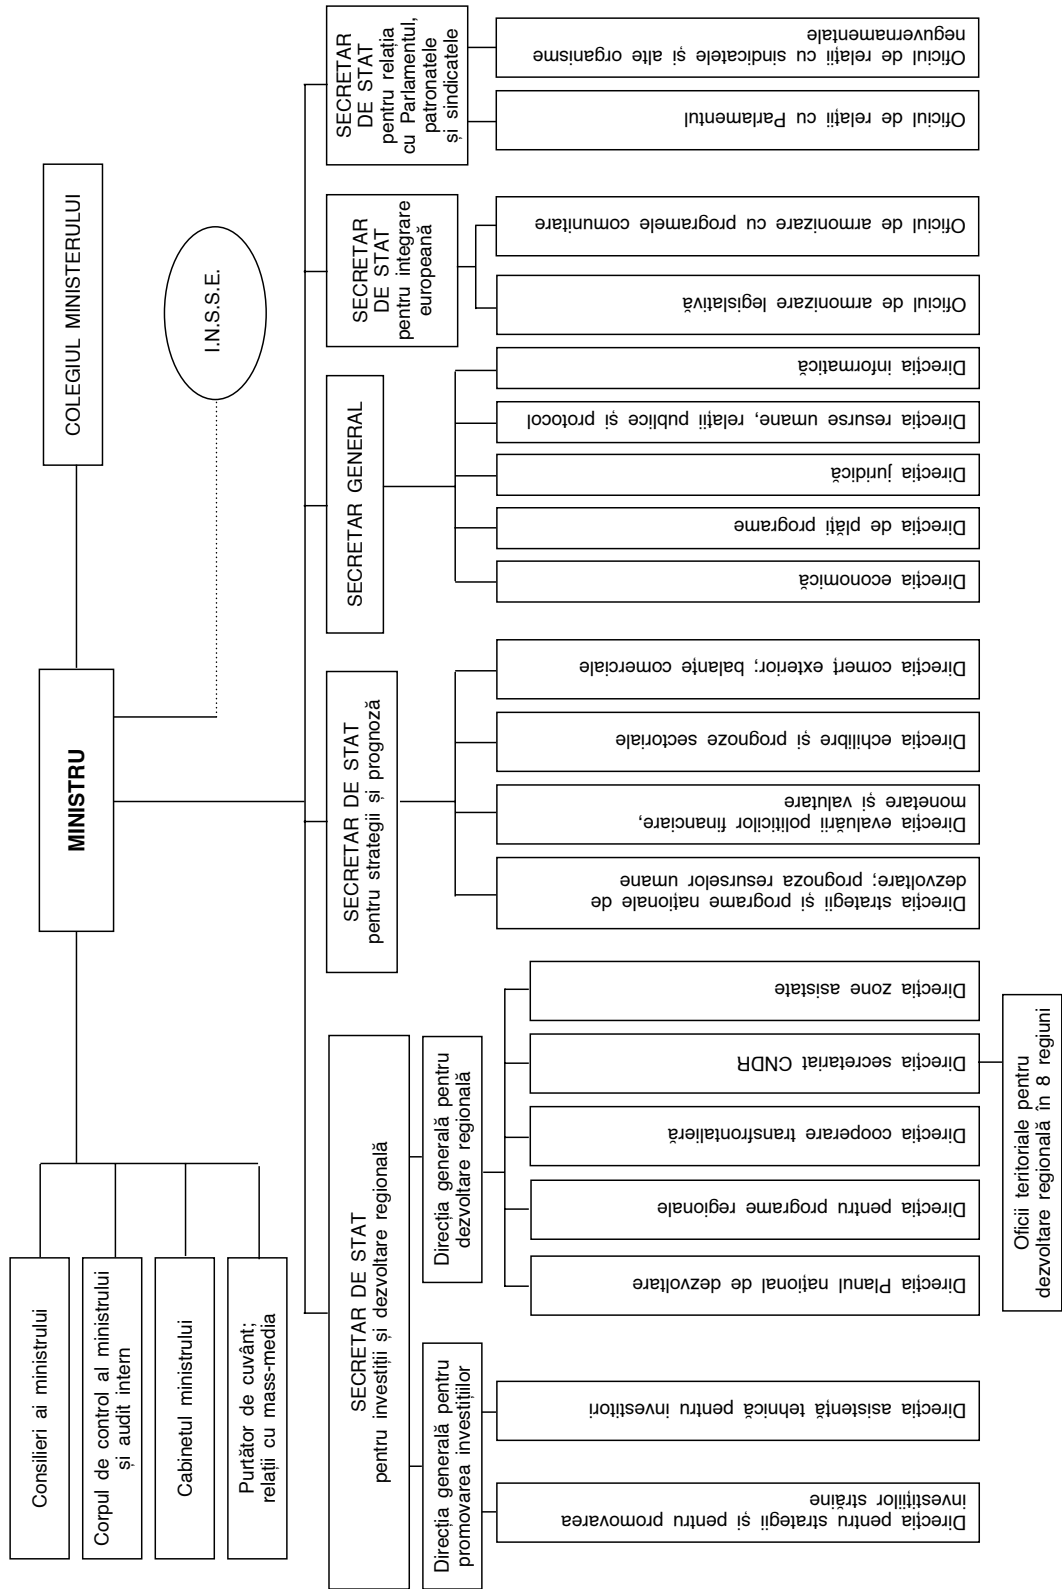 COLEGIUL MINISTERULUI
MINISTRU
I.N.S.S.E.
Consilieri ai ministrului
Corpul de control al ministrului
și audit intern
Cabinetul ministrului
Purtător de cuvânt;
relații cu mass-media
SECRETAR DE STAT
pentru investiții și dezvoltare regională
Direcția generală pentru
promovarea investițiilor
Direcția pentru strategii și pentru promovarea
investițiilor străine
Direcția asistență tehnică pentru investitori
Direcția generală pentru
dezvoltare regională
Direcția Planul național de dezvoltare
Direcția pentru programe regionale
Direcția cooperare transfrontalieră
Direcția secretariat CNDR
Direcția zone asistate
Oficii teritoriale pentru
dezvoltare regională în 8 regiuni
SECRETAR DE STAT
pentru strategii și prognoză
Direcția strategii și programe naționale de
dezvoltare; prognoza resurselor umane
Direcția evaluării politicilor financiare,
monetare și valutare
Direcția echilibre și prognoze sectoriale
Direcția comerț exterior; balanțe comerciale
SECRETAR GENERAL
Direcția economică
Direcția de plăți programe
Direcția juridică
Direcția resurse umane, relații publice și protocol
Direcția informatică
SECRETAR
DE STAT
pentru integrare
europeană
Oficiul de armonizare legislativă
Oficiul de armonizare cu programele comunitare
SECRETAR
DE STAT
pentru relația
cu Parlamentul,
patronatele
și sindicatele
Oficiul de relații cu Parlamentul
Oficiul de relații cu sindicatele și alte organisme
neguvernamentale